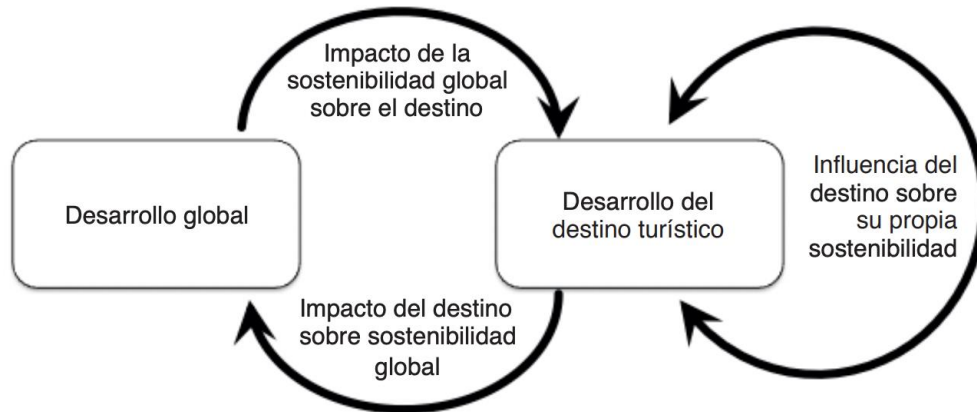 Impacto de la
sostenibilidad global
sobre el destino
Desarrollo global
Desarrollo del
destino turístico
Influencia del
destino sobre
su propia
sostenibilidad
Impacto del destino
sobre sostenibilidad
global